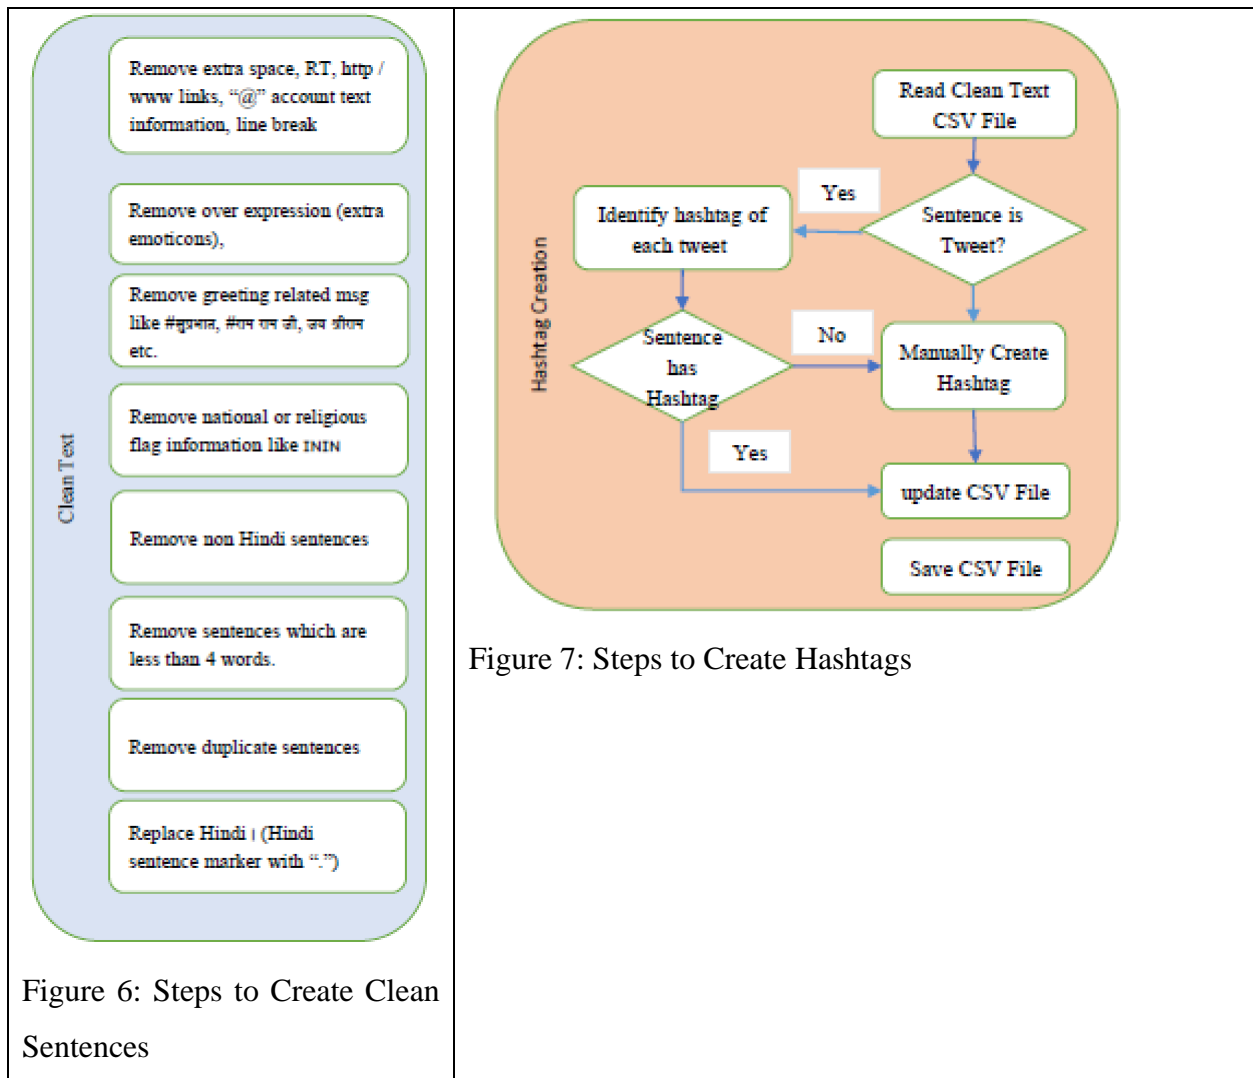 Clean Text
Remove extra space, RT, http /
www links, “@” account text
information, line break
Remove over expression (extra
emoticons),
Remove greeting related msg
like #सुप्रभात, #राम राम जी, जय श्रीराम
etc.
Remove national or religious
flag information like ININ
Remove non Hindi sentences
Remove sentences which are
less than 4 words.
Remove duplicate sentences
Replace Hindi । (Hindi
sentence marker with “.”)
Figure 6: Steps to Create Clean
Sentences
Hashtag Creation
Read Clean Text
CSV File
Sentence is
Tweet?
Yes
Identify hashtag of
each tweet
Sentence
has
Hashtag
No
Manually Create
Hashtag
Yes
update CSV File
Save CSV File
Figure 7: Steps to Create Hashtags